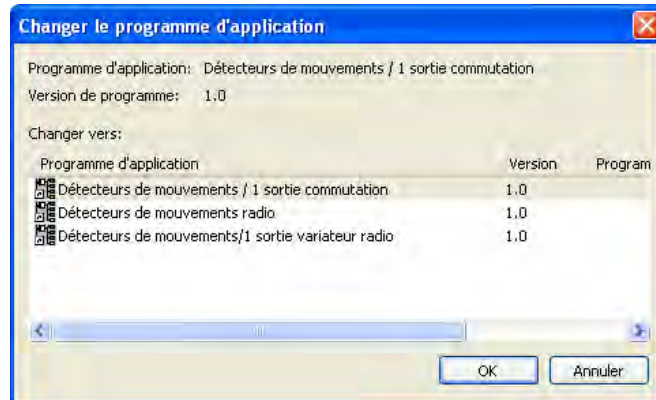 Changer le programme d'application
Programme d'application: Détecteurs de mouvements / 1 sortie commutation
Version de programme: 1.0
Changer vers:
Programme d'application Version Program
Détecteurs de mouvements / 1 sortie commutation 1.0
Détecteurs de mouvements radio 1.0
Détecteurs de mouvements/1 sortie variateur radio 1.0
OK Annuler